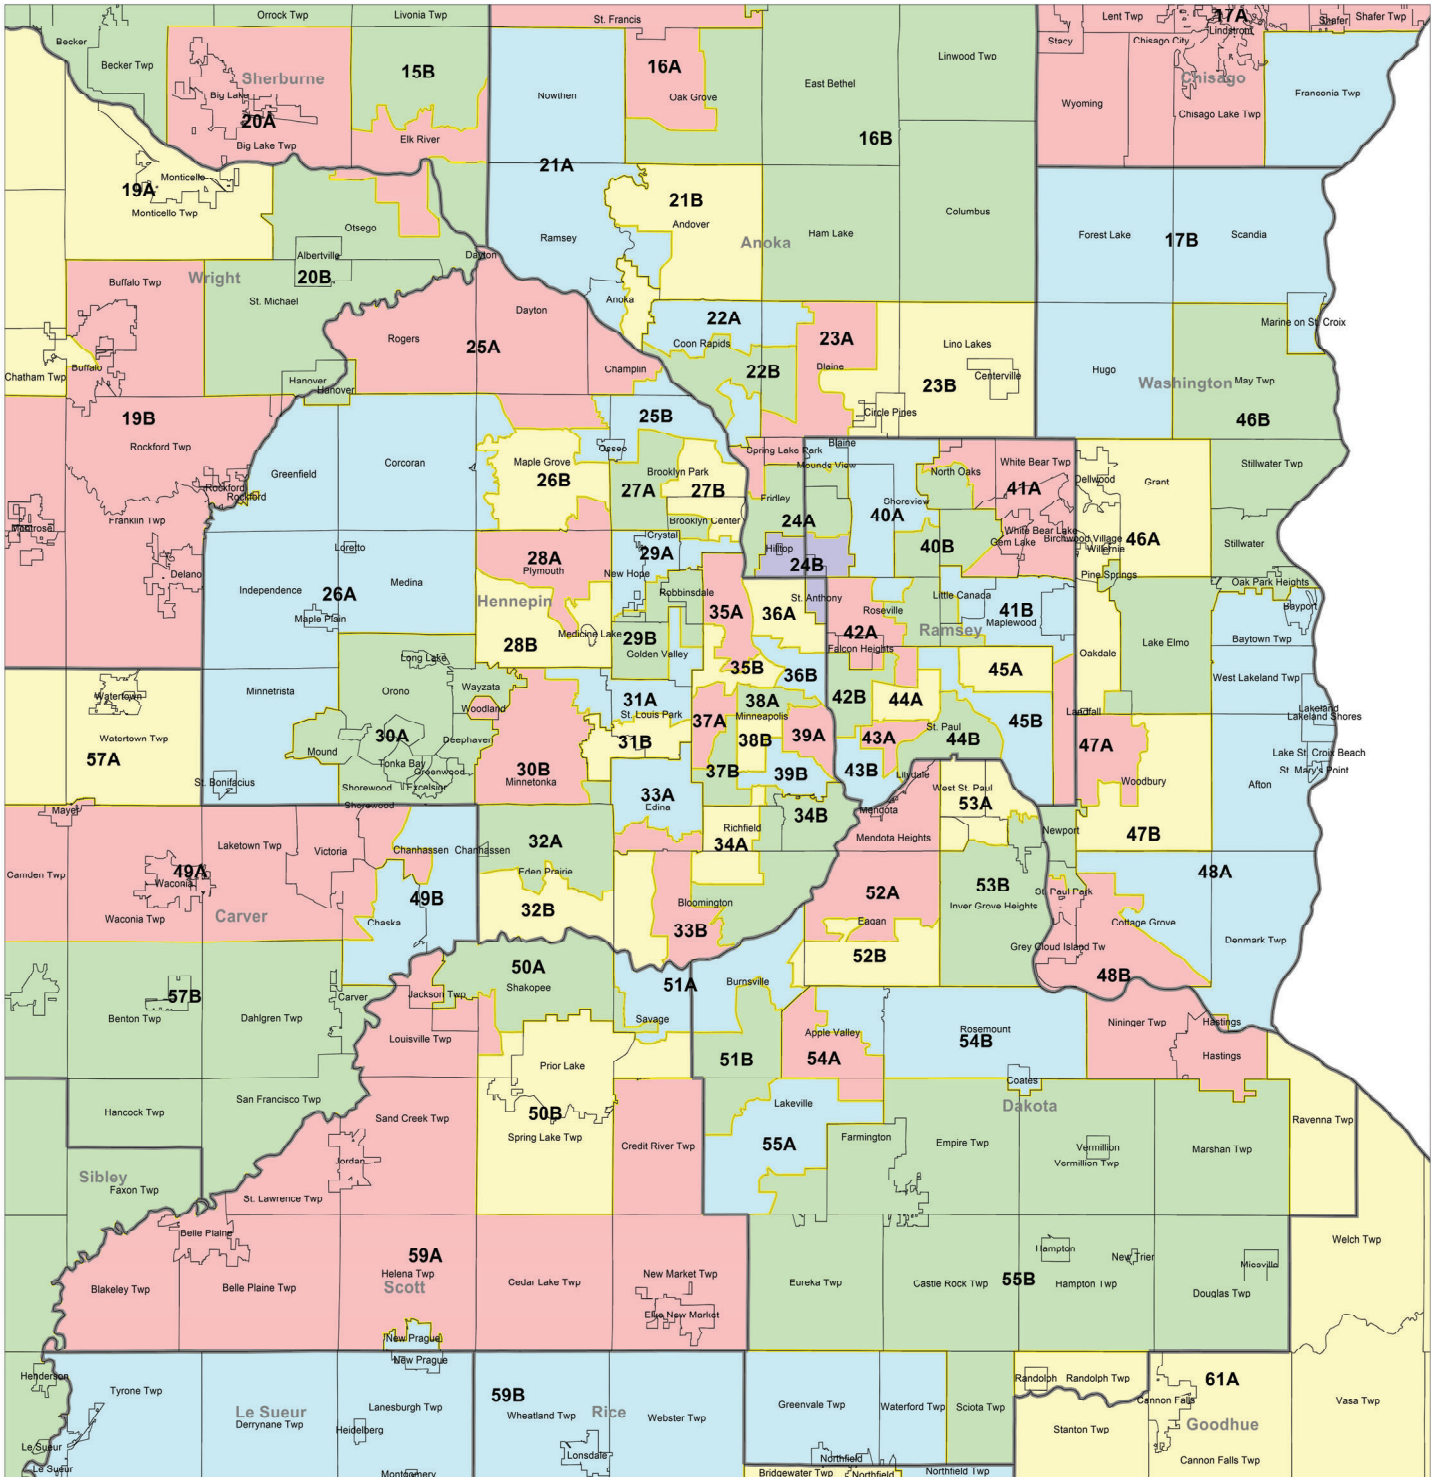 Orrock Twp
Livonia Twp
St. Francis
Lent Twp
17A
Shafer
Shafer Twp
Lindstrom
Becker
Becker Twp
Stacy
Chisago City
Sherburne
15B
16A
Linwood Twp
Chisago
East Bethel
Big Lake
Nowthen
Oak Grove
Wyoming
Franconia Twp
Chisago Lake Twp
20A
Big Lake Twp
Elk River
16B
21A
19A
Monticello
Monticello Twp
21B
Andover
Otsego
Ramsey
Anoka
Ham Lake
Columbus
Forest Lake
17B
Scandia
Albertville
Dayton
Wright
20B
Buffalo Twp
St. Michael
Anoka
Dayton
22A
Marine on St. Croix
Rogers
25A
Coon Rapids
23A
Lino Lakes
Chatham Twp
Buffalo
Champlin
22B
Blaine
23B
Centerville
Hugo
Washington
May Twp
Hanover
Hanover
Circle Pines
19B
Rockford Twp
25B
46B
Blaine
Osseo
Spring Lake Park
Mounds View
Greenfield
Corcoran
Maple Grove
26B
Brooklyn Park
North Oaks
White Bear Twp
Stillwater Twp
Rockford
Rockford
27A
27B
Fridley
Shoreview
41A
Dellwood
Grant
Franklin Twp
Montrose
Brooklyn Center
24A
40A
White Bear Lake
Birchwood Village
Gem Lake
Willernie
46A
Loretto
Crystal
29A
Hilltop
40B
Stillwater
Delano
Medina
28A
Plymouth
New Hope
24B
Pine Springs
Oak Park Heights
Independence
26A
Robbinsdale
St. Anthony
Little Canada
Bayport
Hennepin
35A
36A
Roseville
41B
Maplewood
Maple Plain
Medicine Lake
29B
42A
Ramsey
Baytown Twp
28B
Golden Valley
Falcon Heights
Oakdale
Lake Elmo
Long Lake
35B
36B
45A
West Lakeland Twp
Minnetrista
Orono
Wayzata
31A
38A
42B
44A
Watertown
Woodland
St. Louis Park
37A
Minneapolis
45B
Landfall
Lakeland
Lakeland Shores
Watertown Twp
30A
Deephaven
31B
38B
39A
43A
St. Paul
44B
47A
57A
Mound
Tonka Bay
Greenwood
30B
Minnetonka
37B
39B
43B
Lake St. Croix Beach
St. Mary's Point
St. Bonifacius
Shorewood
Excelsior
Lilydale
West St. Paul
Woodbury
Afton
33A
Edina
53A
Mayer
Shorewood
Mendota
34B
Richfield
Mendota Heights
Newport
47B
Laketown Twp
Victoria
Chanhassen
Chanhassen
32A
34A
Camden Twp
49A
Waconia
Eden Prairie
48A
52A
53B
St. Paul Park
49B
32B
Bloomington
Inver Grove Heights
Waconia Twp
Carver
Chaska
33B
Eagan
Cottage Grove
Denmark Twp
52B
Grey Cloud Island Tw
50A
48B
51A
Burnsville
57B
Carver
Jackson Twp
Shakopee
Benton Twp
Dahlgren Twp
Savage
Apple Valley
Rosemount
54B
Nininger Twp
Hastings
Louisville Twp
51B
54A
Hastings
Prior Lake
Coates
San Francisco Twp
Lakeville
Dakota
Hancock Twp
Sand Creek Twp
50B
Ravenna Twp
Spring Lake Twp
Credit River Twp
55A
Farmington
Empire Twp
Vermillion
Vermillion Twp
Marshan Twp
Jordan
Sibley
Faxon Twp
St. Lawrence Twp
Belle Plaine
59A
Helena Twp
Hampton
New Trier
Miesville
Welch Twp
Blakeley Twp
Belle Plaine Twp
Scott
Cedar Lake Twp
New Market Twp
Eureka Twp
Castle Rock Twp
55B
Hampton Twp
Douglas Twp
Elko New Market
New Prague
New Prague
Henderson
Tyrone Twp
59B
Randolph
Randolph Twp
61A
Lanesburgh Twp
Cannon Falls
Le Sueur
Derrynane Twp
Wheatland Twp
Rice
Webster Twp
Greenvale Twp
Waterford Twp
Sciota Twp
Vasa Twp
Heidelberg
Stanton Twp
Goodhue
Le Sueur
Lonsdale
Northfield
Cannon Falls Twp
Le Sueur
Montgomery
Bridgewater Twp
Northfield
Northfield Twp